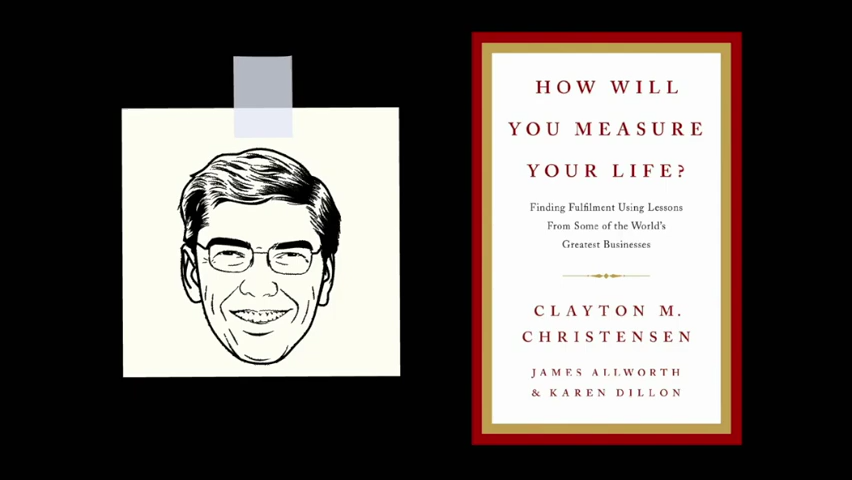 HOW WILL
YOU MEASURE
YOUR LIFE?
Finding Fulfilment Using Lessons
From Some of the World's
Greatest Businesses
CLAYTON M.
CHRISTENSEN
JAMES ALLWORTH
& KAREN DILLON